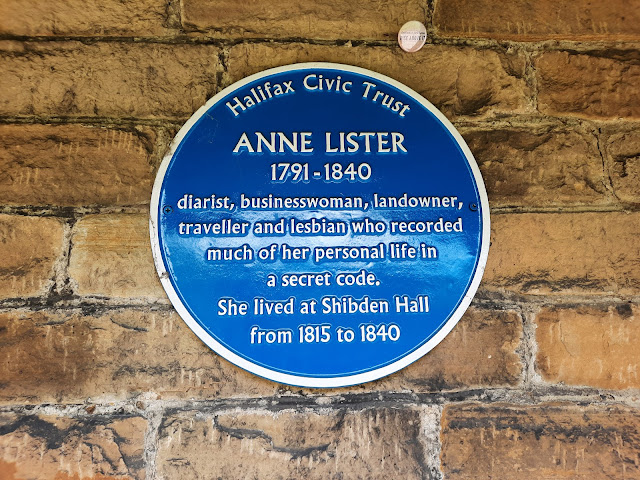 Halifax Civic Trust
ANNE LISTER
1791-1840
diarist, businesswoman, landowner,
traveller and lesbian who recorded
much of her personal life in
a secret code.
She lived at Shibden Hall
from 1815 to 1840